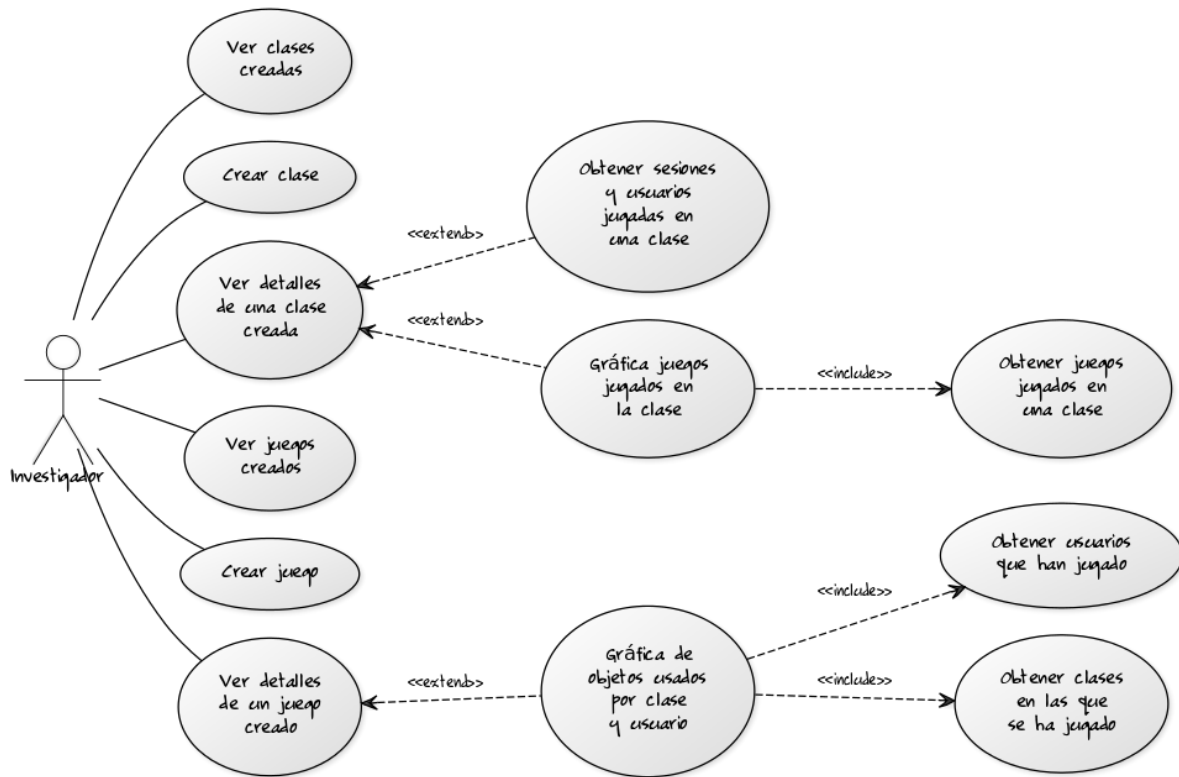 Ver clases
creadas
Crear clase
Obtener sesiones
y usuarios
jugadas en
una clase
<<extend>>
Ver detalles
de una clase
creada
<<extend>>
Gráfica juegos
jugados en
la clase
<<include>>
Obtener juegos
jugados en
una clase
Investigador
Ver juegos
creados
Crear juego
Obtener usuarios
que han jugado
<<include>>
Ver detalles
de un juego
creado
<<extend>>
Gráfica de
objetos usados
por clase
y usuario
<<include>>
Obtener clases
en las que
se ha jugado